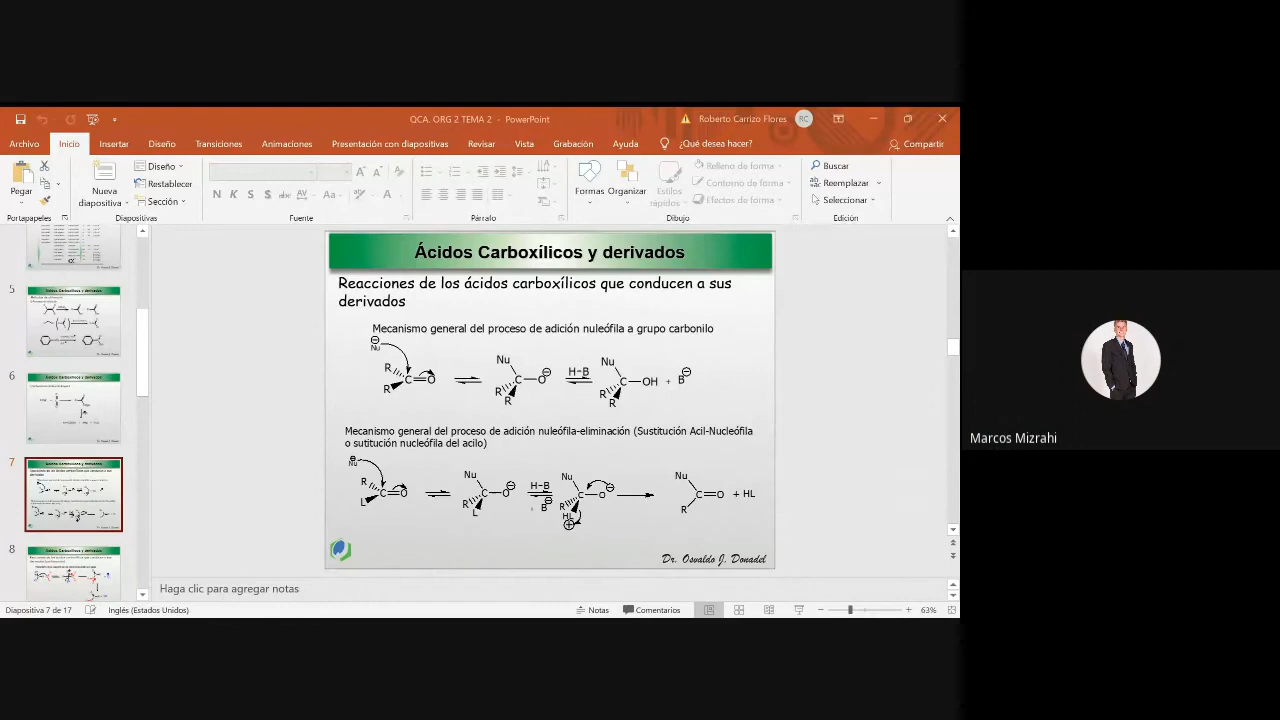 QCA. ORG 2 TEMA 2 - PowerPoint
Roberto Carrizo Flores
RC
Archivo Inicio Insertar Diseño Transiciones Animaciones Presentación con diapositivas Revisar Vista Grabación Ayuda ¿Qué desea hacer? Compartir
Pegar
Nueva
diapositiva
Diseño
Restablecer
Sección
N K S S abc AV Aa A
Formas
Organizar
Estilos
rápidos
Relleno de forma
Contorno de forma
Efectos de forma
Buscar
Reemplazar
Seleccionar
Portapapeles
Diapositivas
Fuente
Párrafo
Dibujo
Edición
5
6
7
8
Ácidos Carboxílicos y derivados
Reacciones de los ácidos carboxílicos que conducen a sus
derivados
Mecanismo general del proceso de adición nuleófila a grupo carbonilo
Nu
R
R
C
O
Nu
R
R
C
O
H-B
Nu
R
R
C
OH
+
B
Mecanismo general del proceso de adición nuleófila-eliminación (Sustitución Acil-Nucleófila
o sutitución nucleófila del acilo)
Nu
R
L
C
O
Nu
R
L
C
O
H-B
B
Nu
R
HL
C
O
Nu
R
C
O
+ HL
Dr. Oswaldo J. Donadel
Haga clic para agregar notas
Diapositiva 7 de 17
Inglés (Estados Unidos)
Notas
Comentarios
63%
Marcos Mizrahi